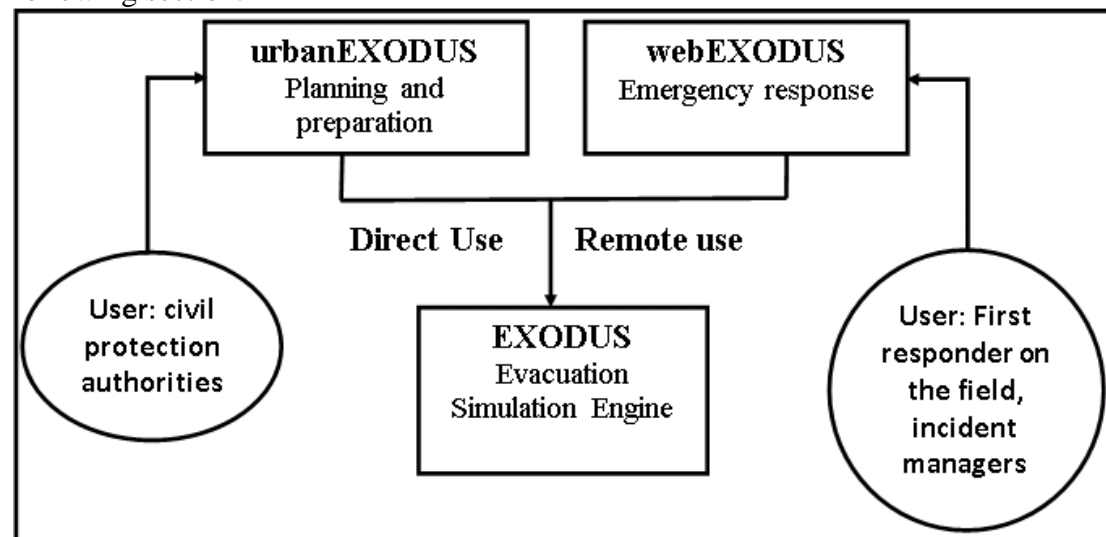 urbanEXODUS
Planning and
preparation
webEXODUS
Emergency response
Direct Use
Remote use
User: civil
protection
authorities
EXODUS
Evacuation
Simulation Engine
User: First
responder on
the field,
incident
managers